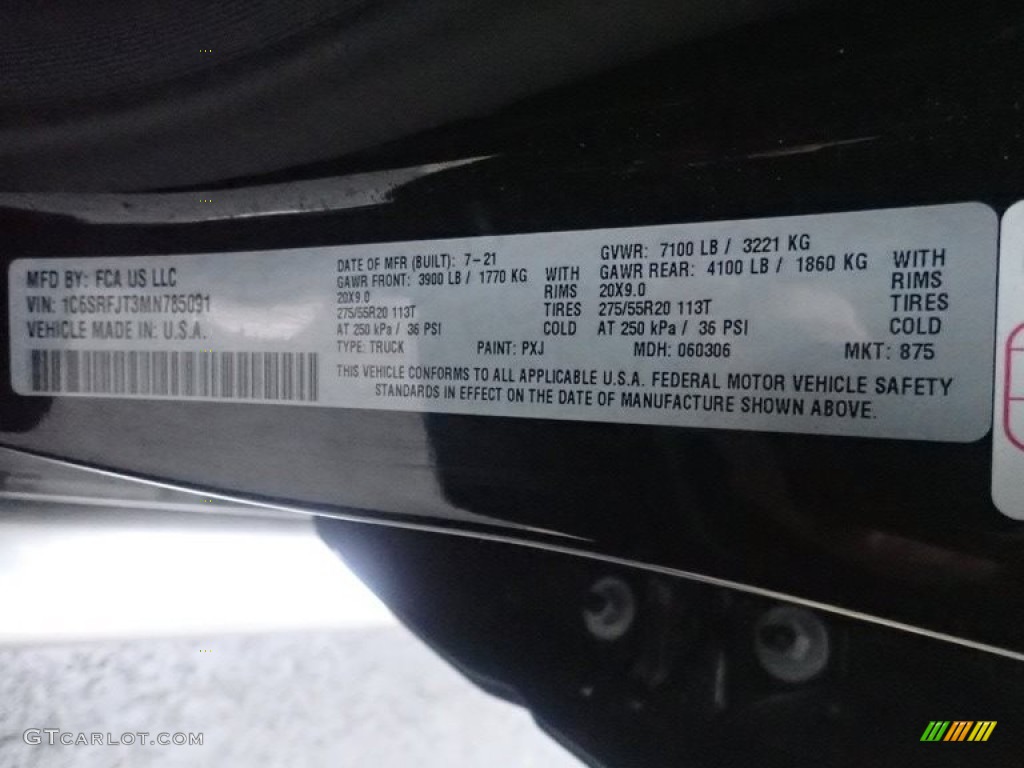 MFD BY: FCA US LLC
VIN: 1C6SRFJT3MN785091
VEHICLE MADE IN: U.S.A.
DATE OF MFR (BUILT): 7-21
GAWR FRONT: 3900 LB / 1770 KG WITH
20X9.0 RIMS
275/55R20 113T TIRES
AT 250 kPa / 36 PSI COLD
GVWR: 7100 LB / 3221 KG
GAWR REAR: 4100 LB / 1860 KG WITH
20X9.0 RIMS
275/55R20 113T TIRES
AT 250 kPa / 36 PSI COLD
TYPE: TRUCK PAINT: PXJ MDH: 060306 MKT: 875
THIS VEHICLE CONFORMS TO ALL APPLICABLE U.S.A. FEDERAL MOTOR VEHICLE SAFETY
STANDARDS IN EFFECT ON THE DATE OF MANUFACTURE SHOWN ABOVE.
GTCARLOT.COM